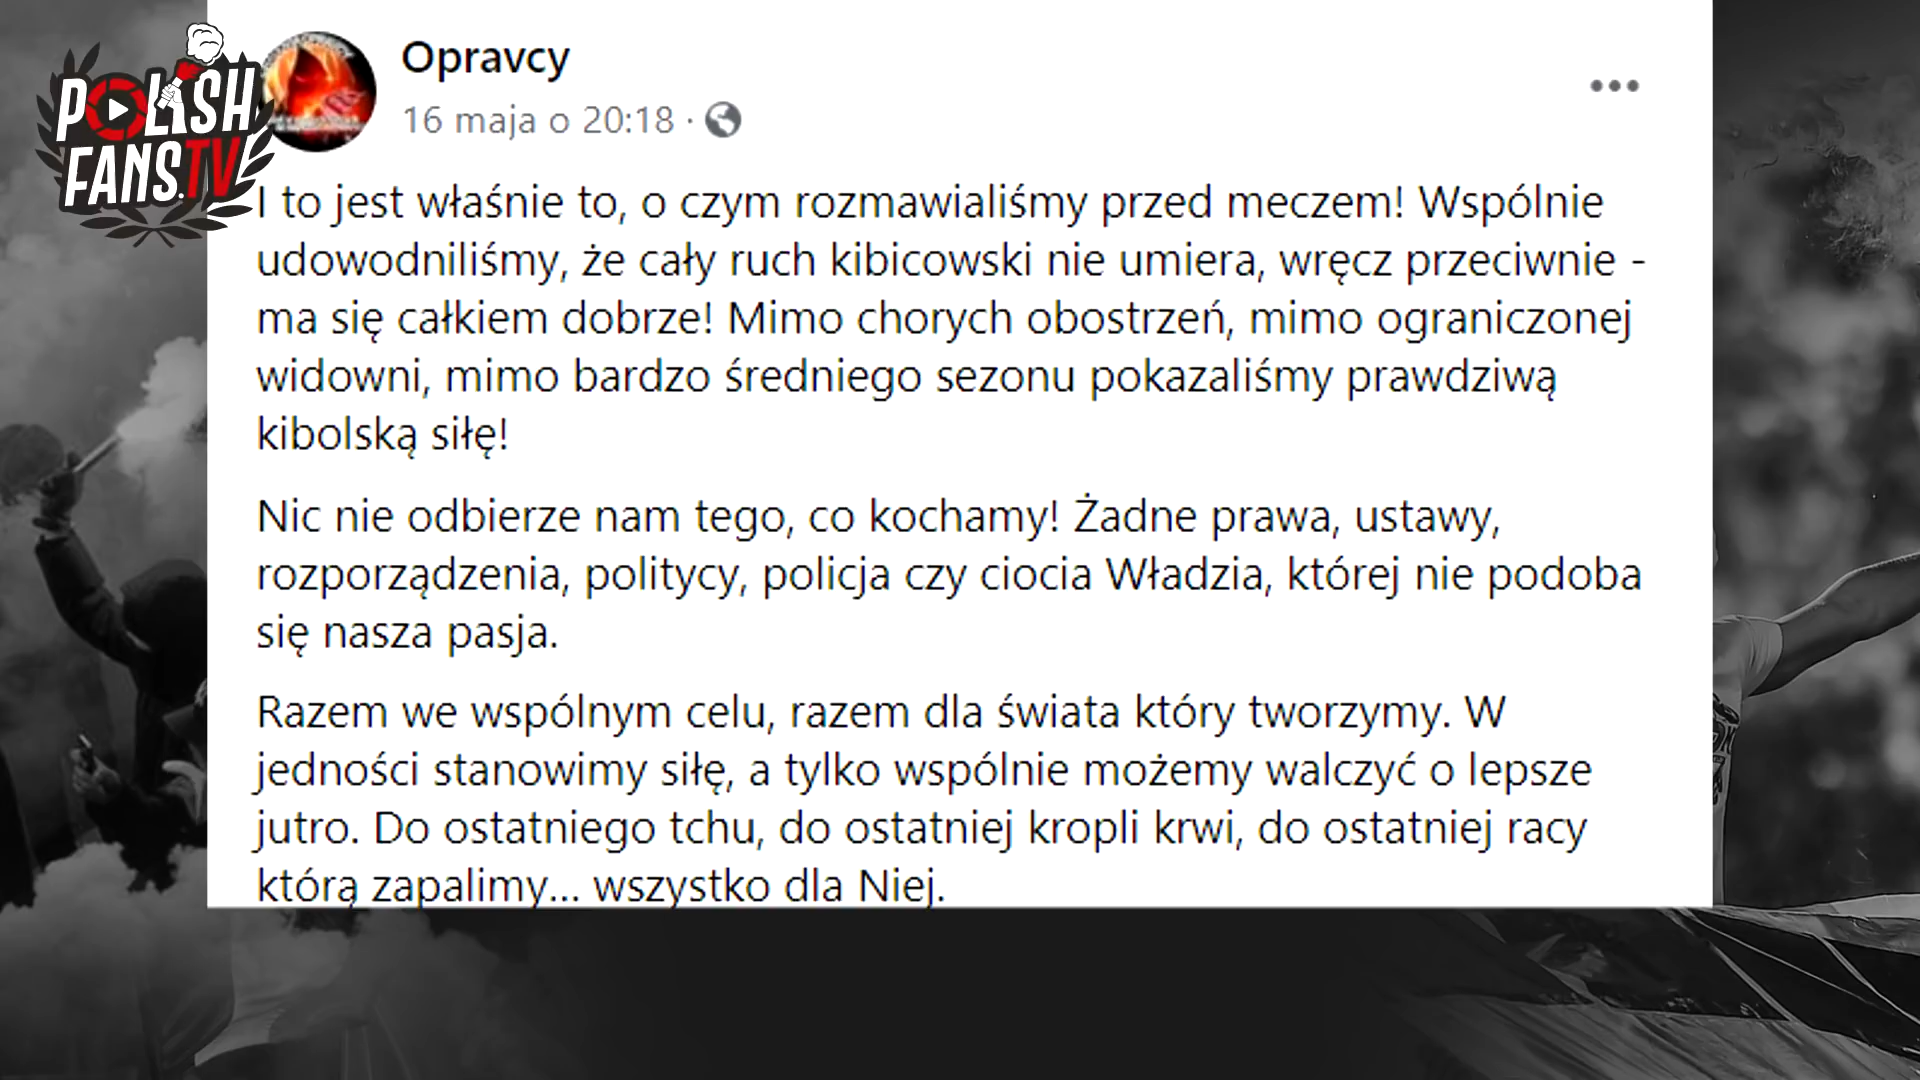 POLISH
FANS.TV
Opravcy
16 maja o 20:18 ·
I to jest właśnie to, o czym rozmawialiśmy przed meczem! Wspólnie
udowodniliśmy, że cały ruch kibicowski nie umiera, wręcz przeciwnie -
ma się całkiem dobrze! Mimo chorych obostrzeń, mimo ograniczonej
widowni, mimo bardzo średniego sezonu pokazaliśmy prawdziwą
kibolską siłę!
Nic nie odbierze nam tego, co kochamy! Żadne prawa, ustawy,
rozporządzenia, politycy, policja czy ciocia Władzia, której nie podoba
się nasza pasja.
Razem we wspólnym celu, razem dla świata który tworzymy. W
jedności stanowimy siłę, a tylko wspólnie możemy walczyć o lepsze
jutro. Do ostatniego tchu, do ostatniej kropli krwi, do ostatniej racy
którą zapalimy... wszystko dla Niej.